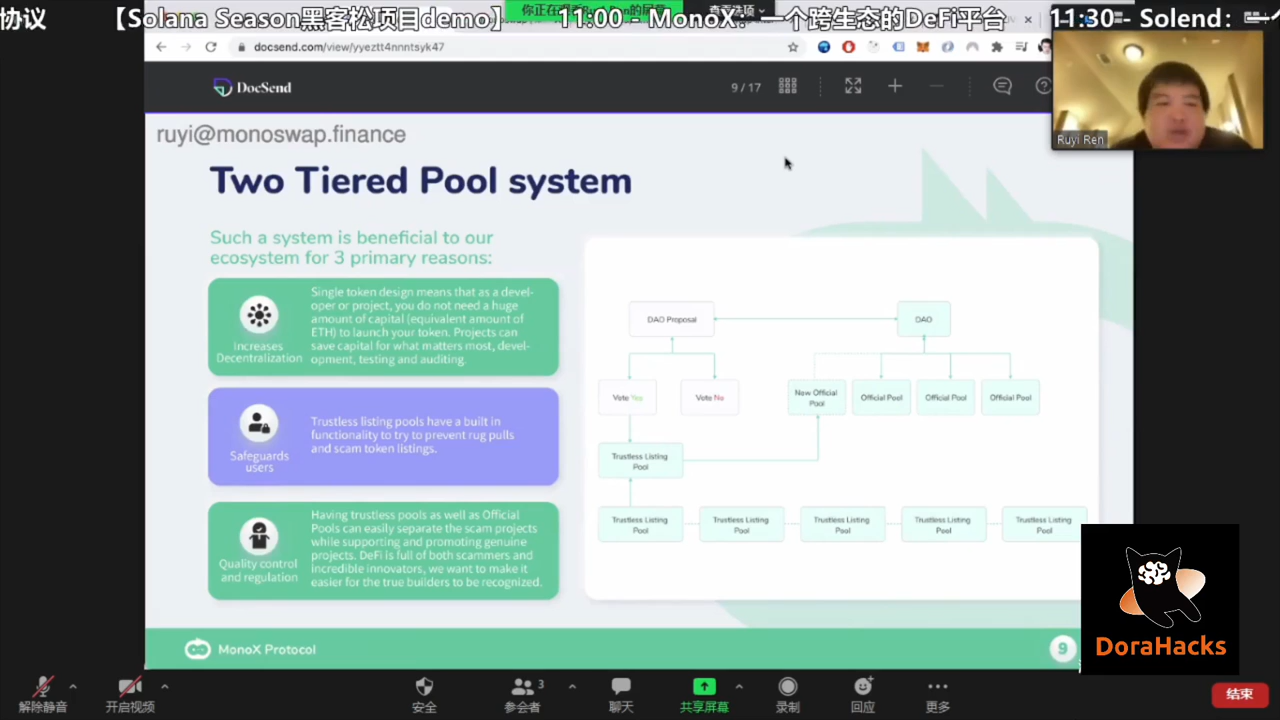 协议 【Solana Season黑客松项目demo】 11:00 - MonoX：一个跨生态的DeFi平台 11:30 - Solend：一个
docsend.com/view/yyeztt4nnntsyk47
DocSend
9 / 17
Ruyi Ren
ruyi@monoswap.finance
Two Tiered Pool system
Such a system is beneficial to our
ecosystem for 3 primary reasons:
Increases
Decentralization
Single token design means that as a devel-
oper or project, you do not need a huge
amount of capital (equivalent amount of
ETH) to launch your token. Projects can
save capital for what matters most, devel-
opment, testing and auditing.
Safeguards
users
Trustless listing pools have a built in
functionality to try to prevent rug pulls
and scam token listings.
Quality control
and regulation
Having trustless pools as well as Official
Pools can easily separate the scam projects
while supporting and promoting genuine
projects. DeFi is full of both scammers and
incredible innovators, we want to make it
easier for the true builders to be recognized.
DAO Proposal
DAO
Vote Yes
Vote No
New Official
Pool
Official Pool
Official Pool
Official Pool
Trustless Listing
Pool
Trustless Listing
Pool
Trustless Listing
Pool
Trustless Listing
Pool
Trustless Listing
Pool
Trustless Listing
Pool
MonoX Protocol
9
DoraHacks
解除静音
开启视频
安全
参会者
3
聊天
共享屏幕
录制
回应
更多
结束